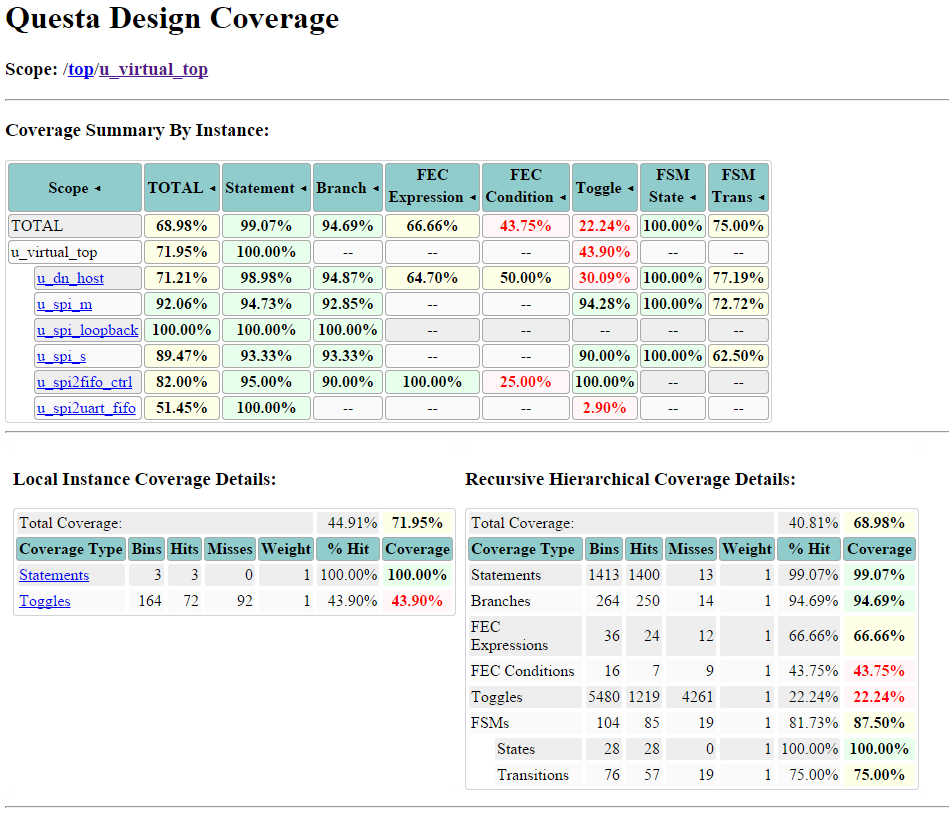 Questa Design Coverage
Scope: /top/u_virtual_top
Coverage Summary By Instance:
Scope ◂ TOTAL ◂ Statement ◂ Branch ◂ FEC Expression ◂ FEC Condition ◂ Toggle ◂ FSM State ◂ FSM Trans ◂
TOTAL 68.98% 99.07% 94.69% 66.66% 43.75% 22.24% 100.00% 75.00%
u_virtual_top 71.95% 100.00% -- -- -- 43.90% -- --
u_dn_host 71.21% 98.98% 94.87% 64.70% 50.00% 30.09% 100.00% 77.19%
u_spi_m 92.06% 94.73% 92.85% -- -- 94.28% 100.00% 72.72%
u_spi_loopback 100.00% 100.00% 100.00% -- -- -- -- --
u_spi_s 89.47% 93.33% 93.33% -- -- 90.00% 100.00% 62.50%
u_spi2fifo_ctrl 82.00% 95.00% 90.00% 100.00% 25.00% 100.00% -- --
u_spi2uart_fifo 51.45% 100.00% -- -- -- 2.90% -- --
Local Instance Coverage Details:
Total Coverage: 44.91% 71.95%
Coverage Type Bins Hits Misses Weight % Hit Coverage
Statements 3 3 0 1 100.00% 100.00%
Toggles 164 72 92 1 43.90% 43.90%
Recursive Hierarchical Coverage Details:
Total Coverage: 40.81% 68.98%
Coverage Type Bins Hits Misses Weight % Hit Coverage
Statements 1413 1400 13 1 99.07% 99.07%
Branches 264 250 14 1 94.69% 94.69%
FEC Expressions 36 24 12 1 66.66% 66.66%
FEC Conditions 16 7 9 1 43.75% 43.75%
Toggles 5480 1219 4261 1 22.24% 22.24%
FSMs 104 85 19 1 81.73% 87.50%
States 28 28 0 1 100.00% 100.00%
Transitions 76 57 19 1 75.00% 75.00%